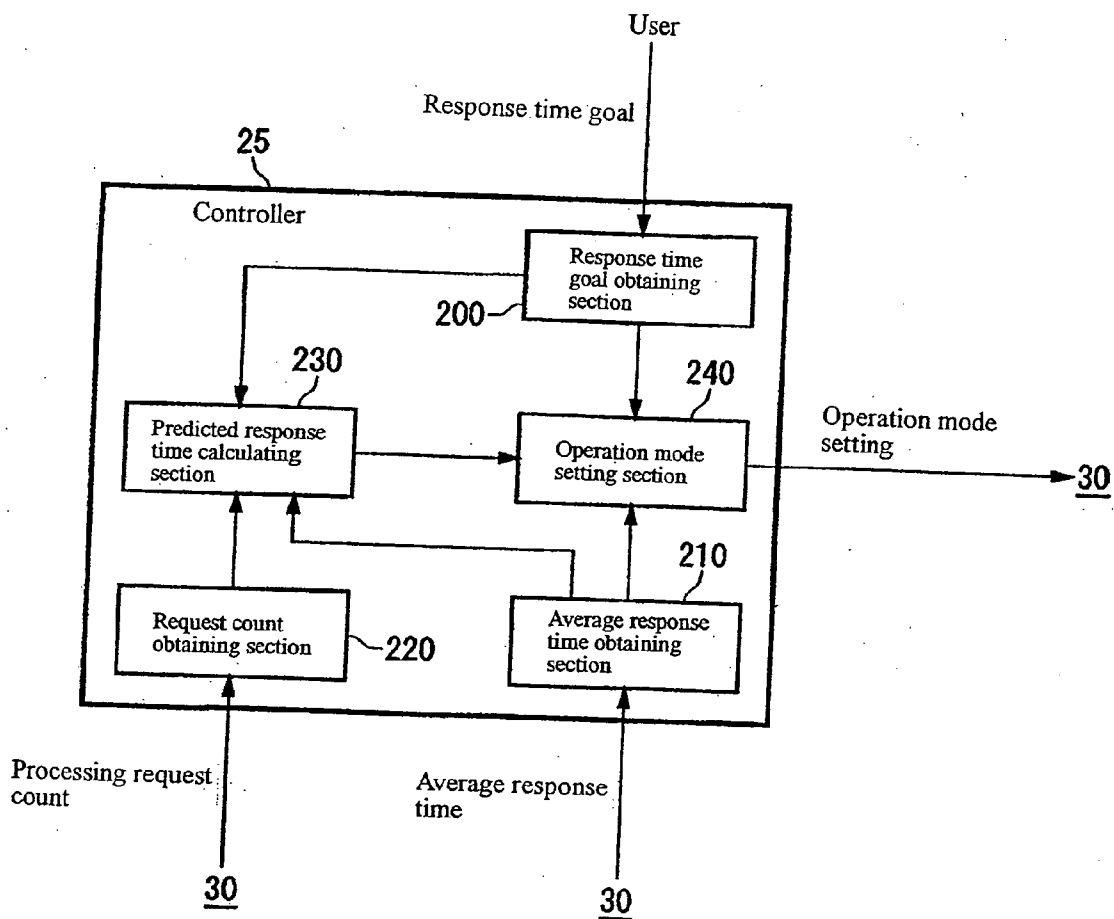 User
Response time goal
25
Controller
Response time
goal obtaining
section
200
230
240
Predicted response
time calculating
section
Operation mode
setting section
Operation mode
setting
30
210
Request count
obtaining section
220
Average response
time obtaining
section
Processing request
count
Average response
time
30
30